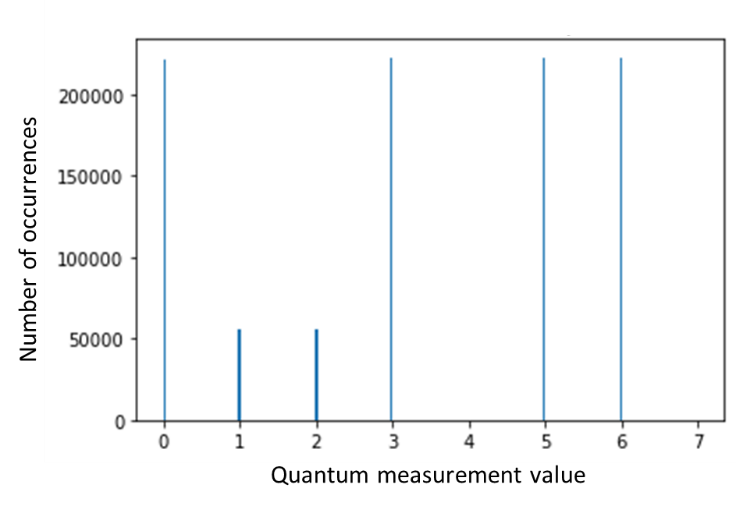 Number of occurrences
200000
150000
100000
50000
0
0 1 2 3 4 5 6 7
Quantum measurement value